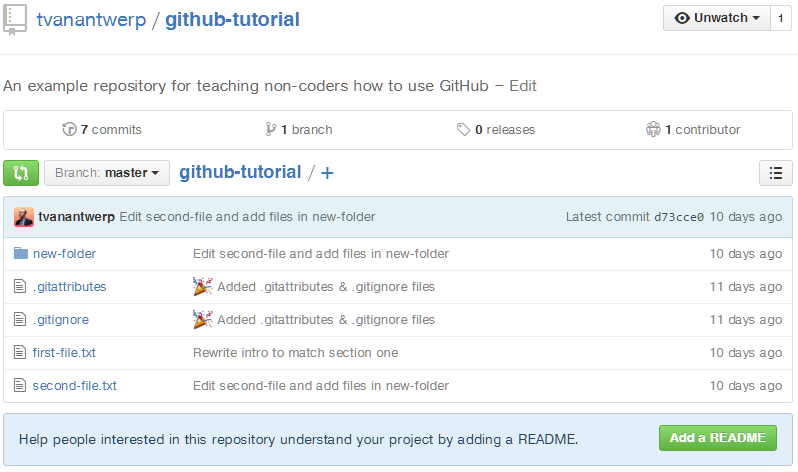 tvanantwerp / github-tutorial Unwatch 1
An example repository for teaching non-coders how to use GitHub – Edit
7 commits 1 branch 0 releases 1 contributor
Branch: master github-tutorial / +
tvanantwerp Edit second-file and add files in new-folder Latest commit d73cce0 10 days ago
new-folder Edit second-file and add files in new-folder 10 days ago
.gitattributes Added .gitattributes & .gitignore files 11 days ago
.gitignore Added .gitattributes & .gitignore files 11 days ago
first-file.txt Rewrite intro to match section one 10 days ago
second-file.txt Edit second-file and add files in new-folder 10 days ago
Help people interested in this repository understand your project by adding a README. Add a README